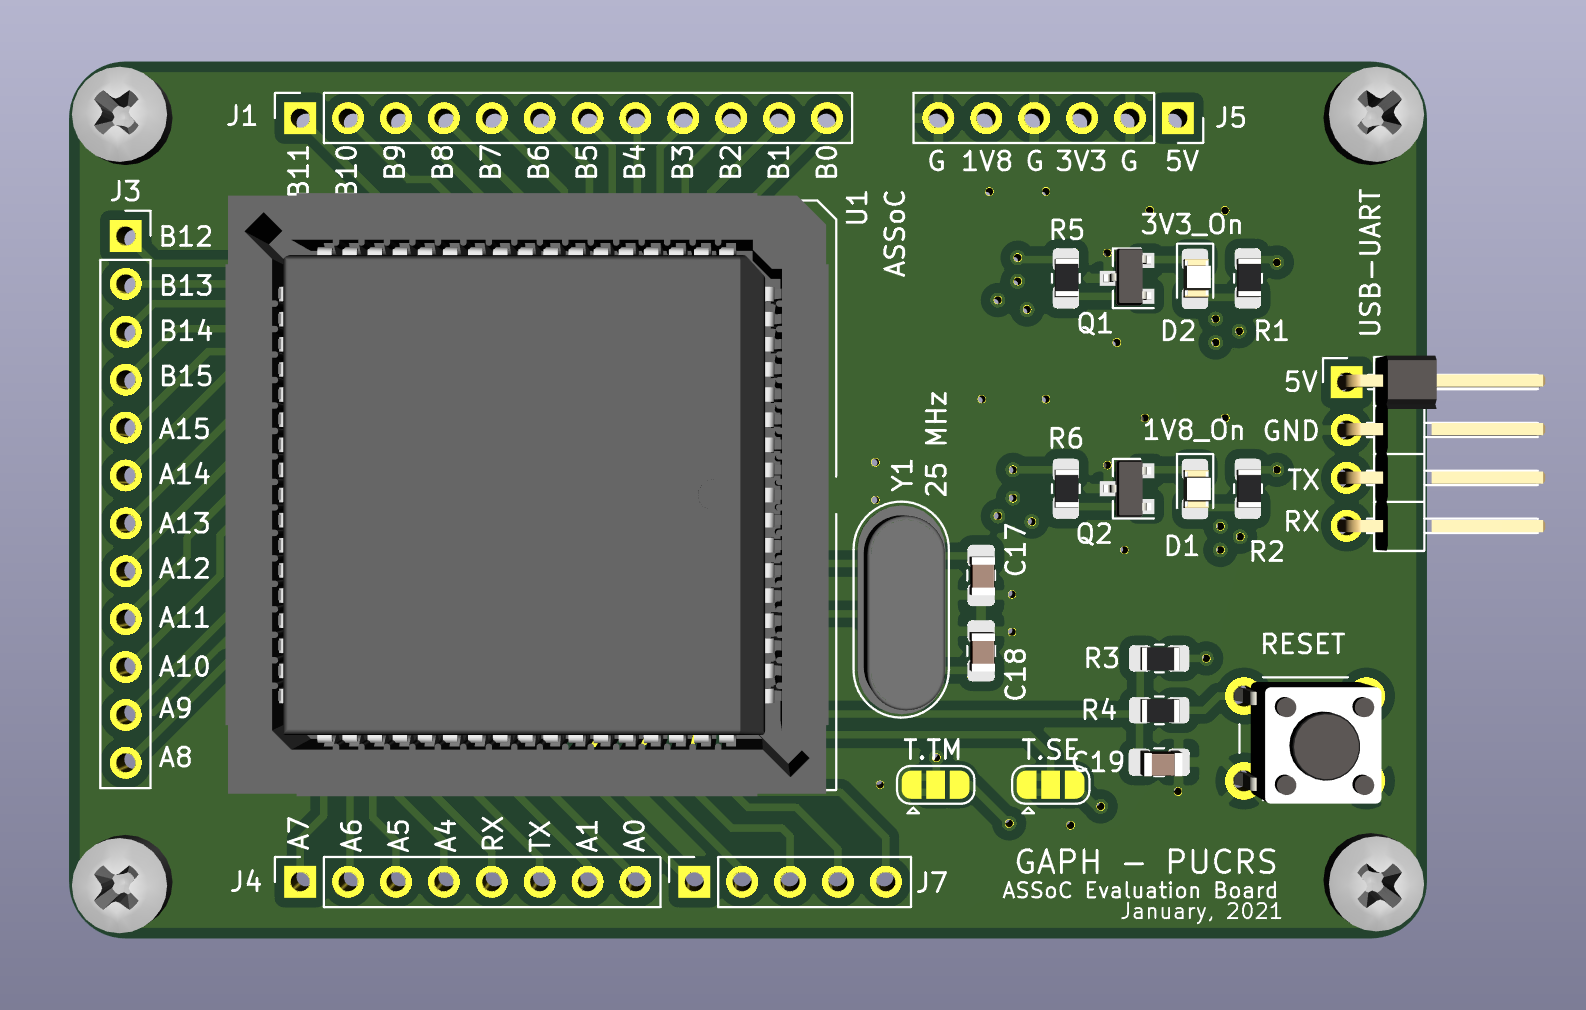 J1
B11
B10
B9
B8
B7
B6
B5
B4
B3
B2
B1
B0
J5
G
1V8
G
3V3
G
5V
J3
B12
B13
B14
B15
A15
A14
A13
A12
A11
A10
A9
A8
U1
ASSoC
R5
3V3_On
Q1
D2
R1
USB-UART
5V
GND
TX
RX
Y1
25 MHz
R6
1V8_On
Q2
D1
R2
C17
C18
R3
R4
C19
RESET
T.TM
T.SE
A7
A6
A5
A4
RX
TX
A1
A0
J4
J7
GAPH - PUCRS
ASSoC Evaluation Board
January, 2021